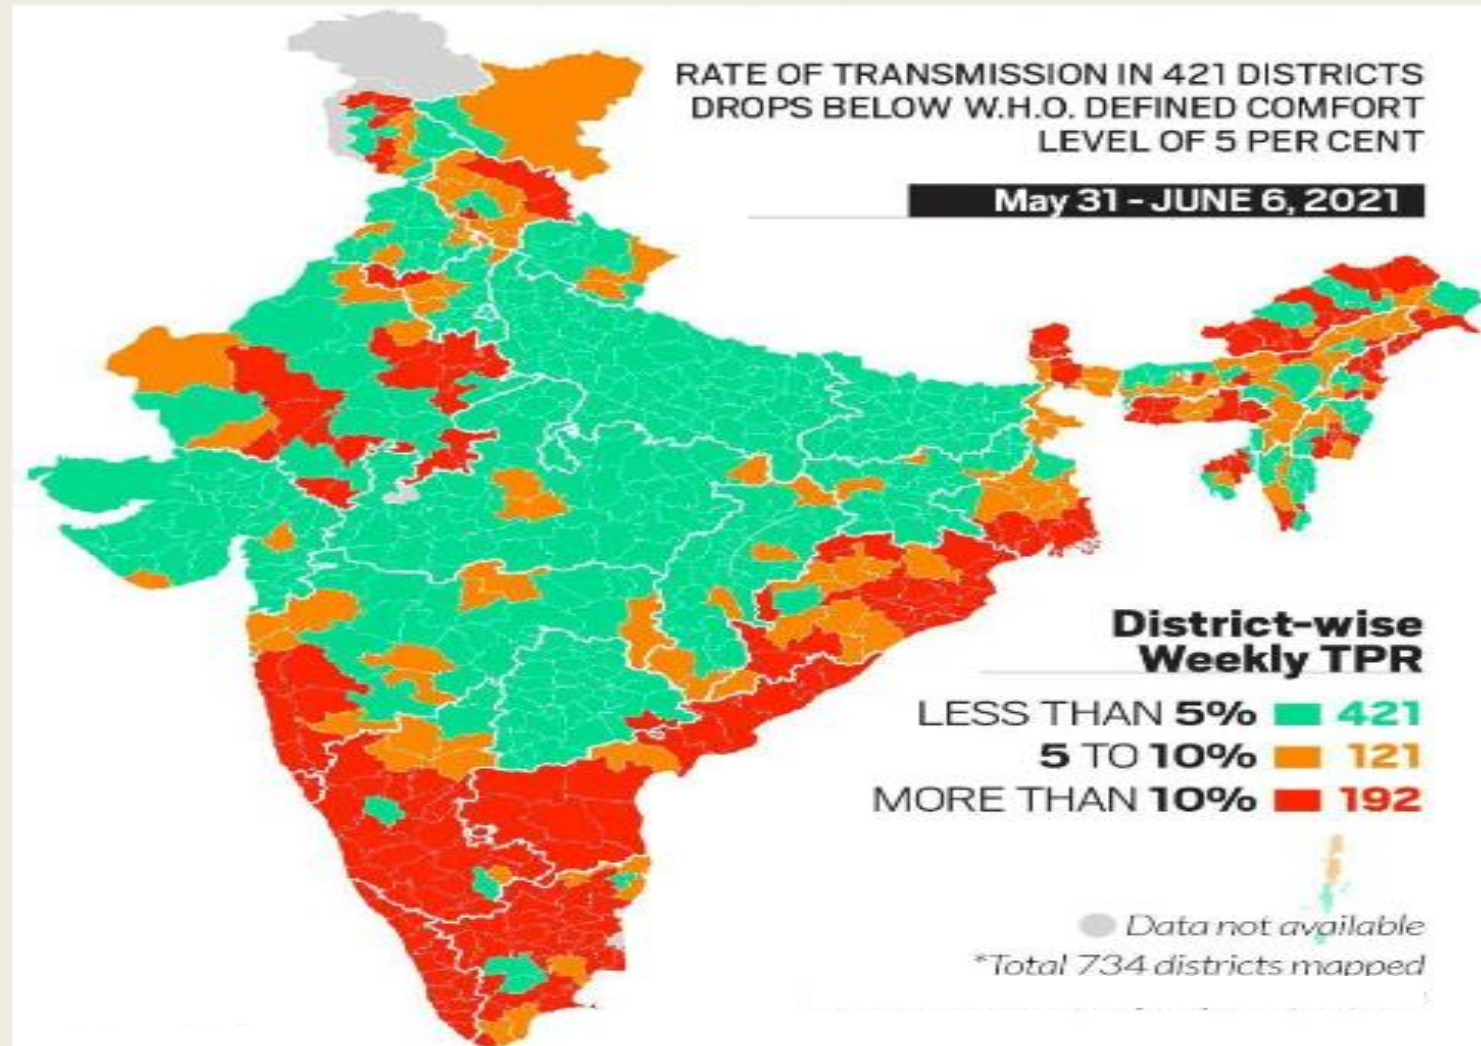 RATE OF TRANSMISSION IN 421 DISTRICTS
DROPS BELOW W.H.O. DEFINED COMFORT
LEVEL OF 5 PER CENT
May 31 - JUNE 6, 2021
District-wise
Weekly TPR
LESS THAN 5% 421
5 TO 10% 121
MORE THAN 10% 192
Data not available
*Total 734 districts mapped